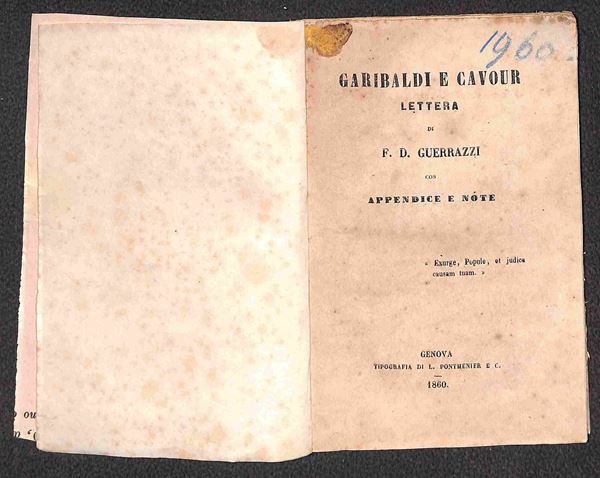 1960.
GARIBALDI E CAVOUR
LETTERA
DI
F. D. GUERRAZZI
CON
APPENDICE E NOTE
« Exurge, Popule, et judica
causam tuam. »
GENOVA
TIPOGRAFIA DI L. PONTHENIER E C.
1860.